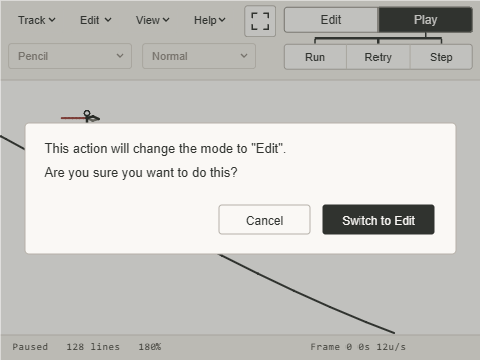 Track Edit View Help Edit Play
Pencil Normal Run Retry Step
This action will change the mode to "Edit".
Are you sure you want to do this?
Cancel Switch to Edit
Paused 128 lines 180% Frame 0 0s 12u/s